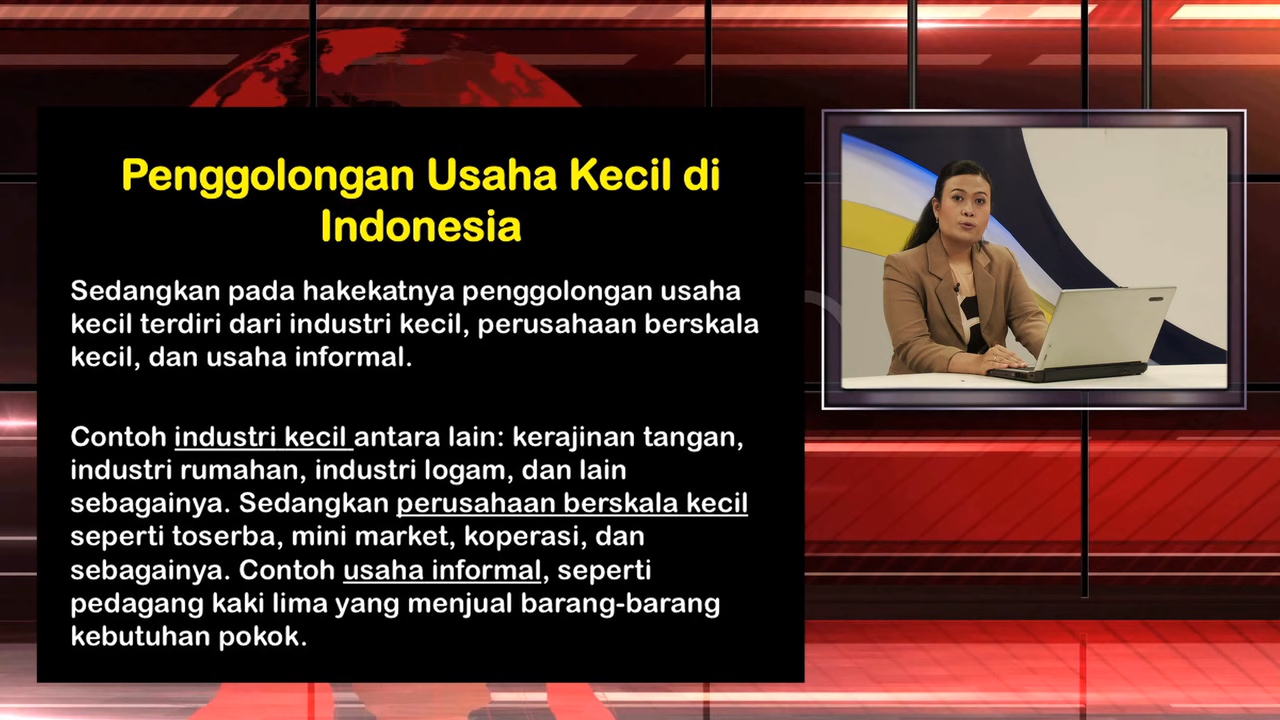 Penggolongan Usaha Kecil di
Indonesia
Sedangkan pada hakekatnya penggolongan usaha
kecil terdiri dari industri kecil, perusahaan berskala
kecil, dan usaha informal.
Contoh industri kecil antara lain: kerajinan tangan,
industri rumahan, industri logam, dan lain
sebagainya. Sedangkan perusahaan berskala kecil
seperti toserba, mini market, koperasi, dan
sebagainya. Contoh usaha informal, seperti
pedagang kaki lima yang menjual barang-barang
kebutuhan pokok.